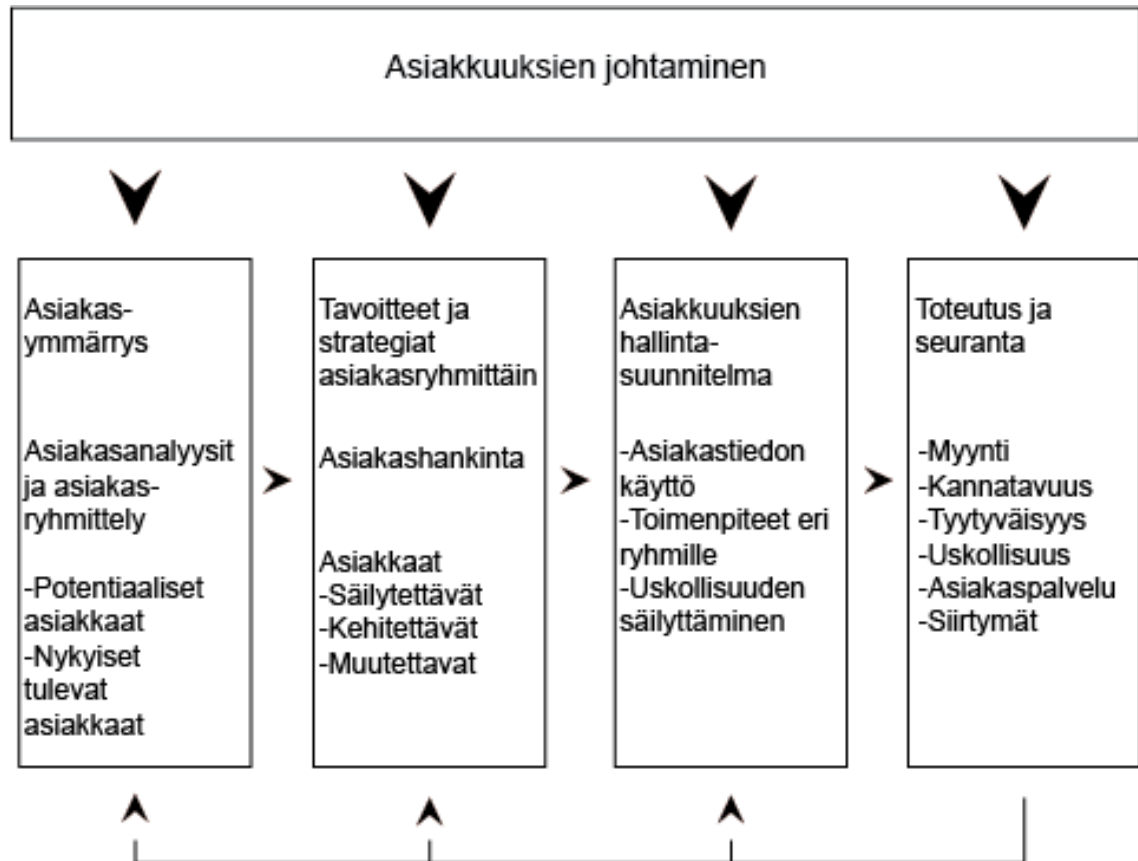 Asiakkuuksien johtaminen
Asiakas-
ymmärrys
Asiakasanalyysit
ja asiakas-
ryhmittely
-Potentiaaliset
asiakkaat
-Nykyiset
tulevat
asiakkaat
Tavoitteet ja
strategiat
asiakasryhmittäin
Asiakashankinta
Asiakkaat
-Säilytettävät
-Kehitettävät
-Muutettavat
Asiakkuuksien
hallinta-
suunnitelma
-Asiakastiedon
käyttö
-Toimenpiteet eri
ryhmille
-Uskollisuuden
säilyttäminen
Toteutus ja
seuranta
-Myynti
-Kannatavuus
-Tyytyväisyys
-Uskollisuus
-Asiakaspalvelu
-Siirtymät